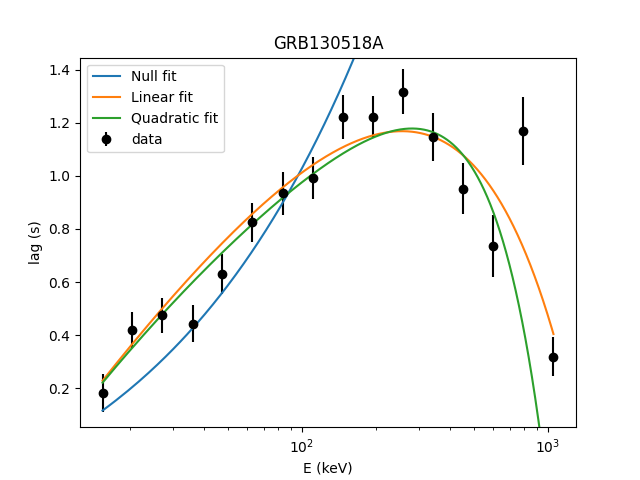 GRB130518A
Null fit
Linear fit
Quadratic fit
data
lag (s)
1.4
1.2
1.0
0.8
0.6
0.4
0.2
10²
10³
E (keV)